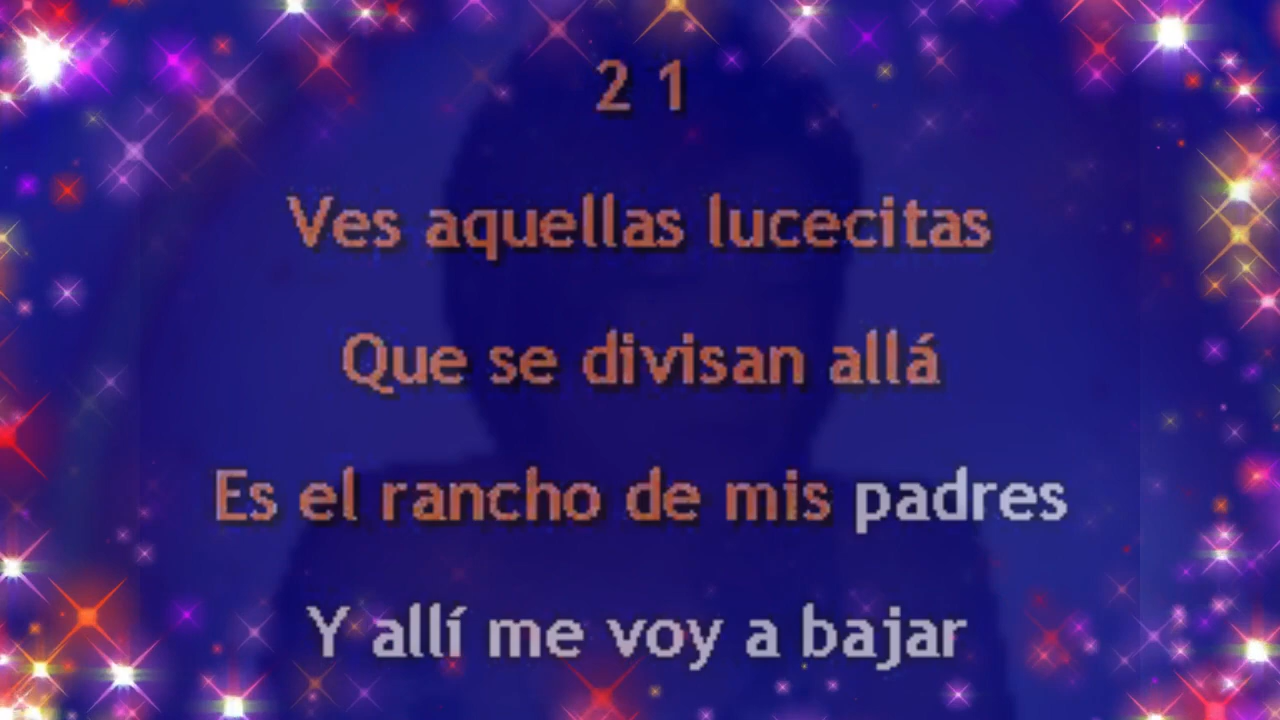 2 1
Ves aquellas lucecitas
Que se divisan allá
Es el rancho de mis padres
Y allí me voy a bajar